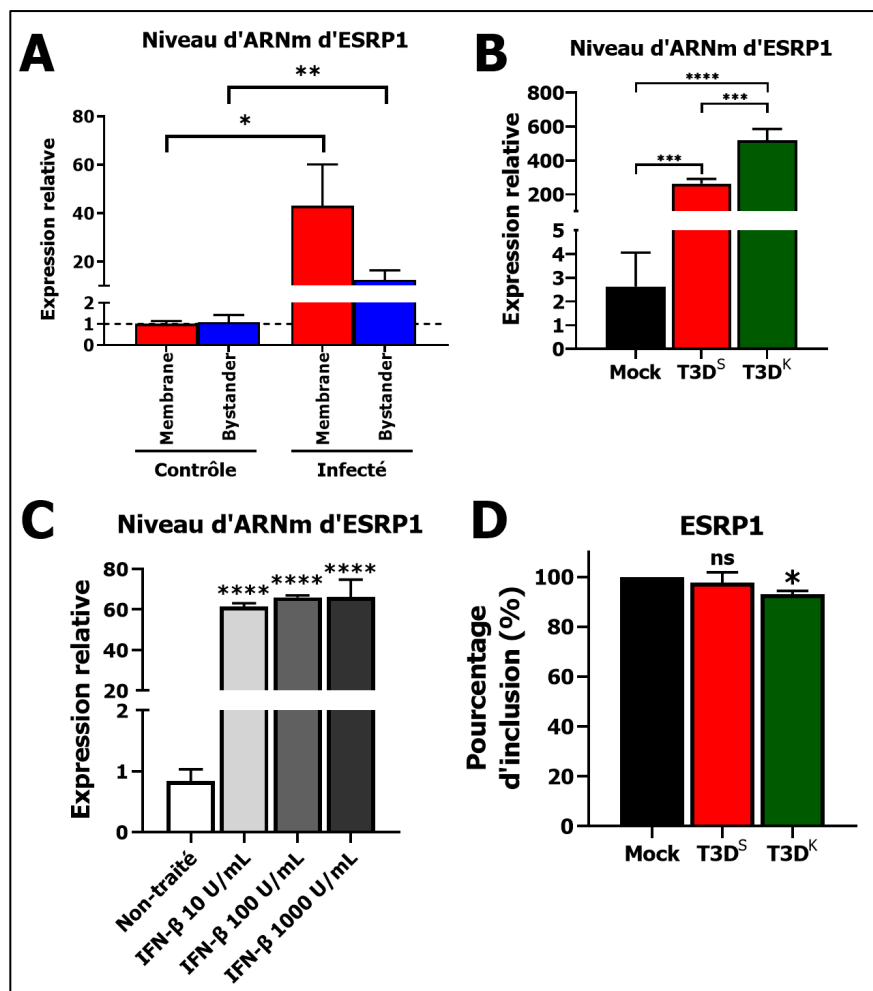 A
Niveau d'ARNm d'ESRP1
**
*
Expression relative
80
60
40
20
2
1
0
Membrane
Bystander
Membrane
Bystander
Contrôle
Infecté
B
Niveau d'ARNm d'ESRP1
****
***
***
Expression relative
800
600
400
200
5
4
3
2
1
0
Mock
T3Dˢ
T3Dᴷ
C
Niveau d'ARNm d'ESRP1
****
****
****
Expression relative
80
60
40
20
2
1
0
Non-traité
IFN-β 10 U/mL
IFN-β 100 U/mL
IFN-β 1000 U/mL
D
ESRP1
ns
*
Pourcentage
d'inclusion (%)
100
80
60
40
20
0
Mock
T3Dˢ
T3Dᴷ